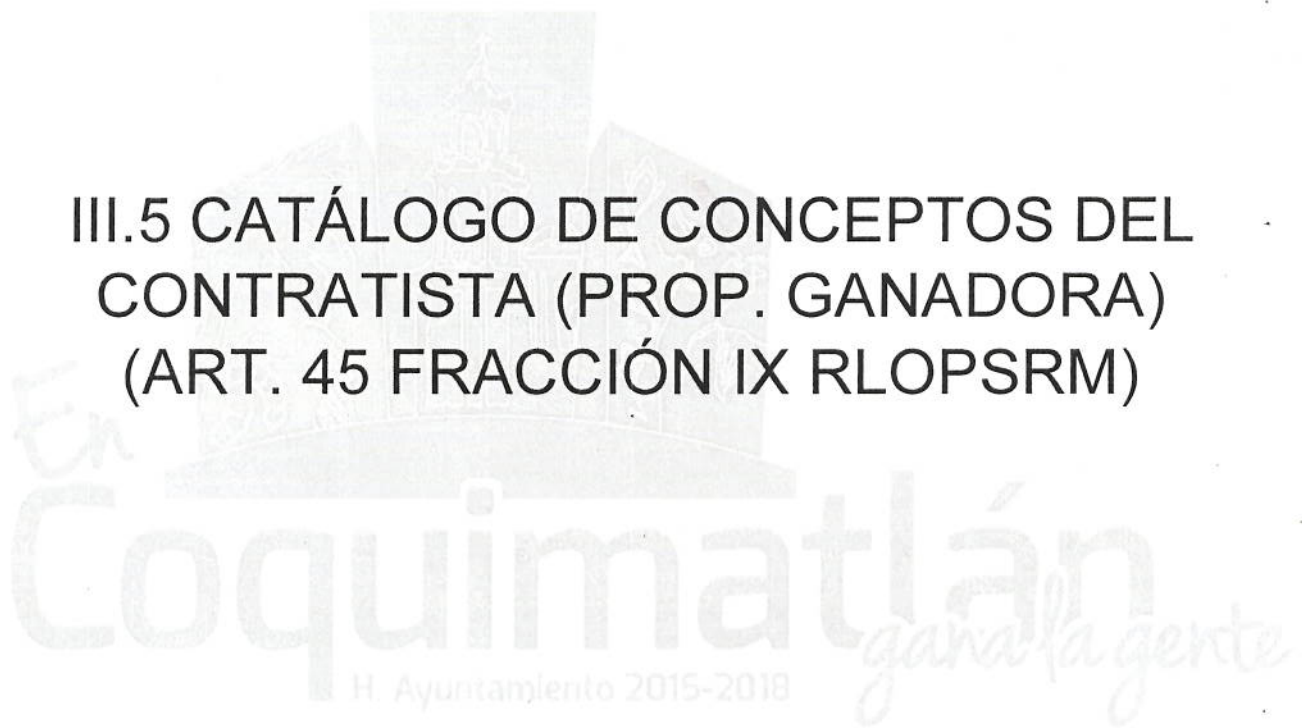 III.5 CATÁLOGO DE CONCEPTOS DEL
CONTRATISTA (PROP. GANADORA)
(ART. 45 FRACCIÓN IX RLOPSRM)
En
Coquimatlán
gana la gente
H. Ayuntamiento 2015-2018